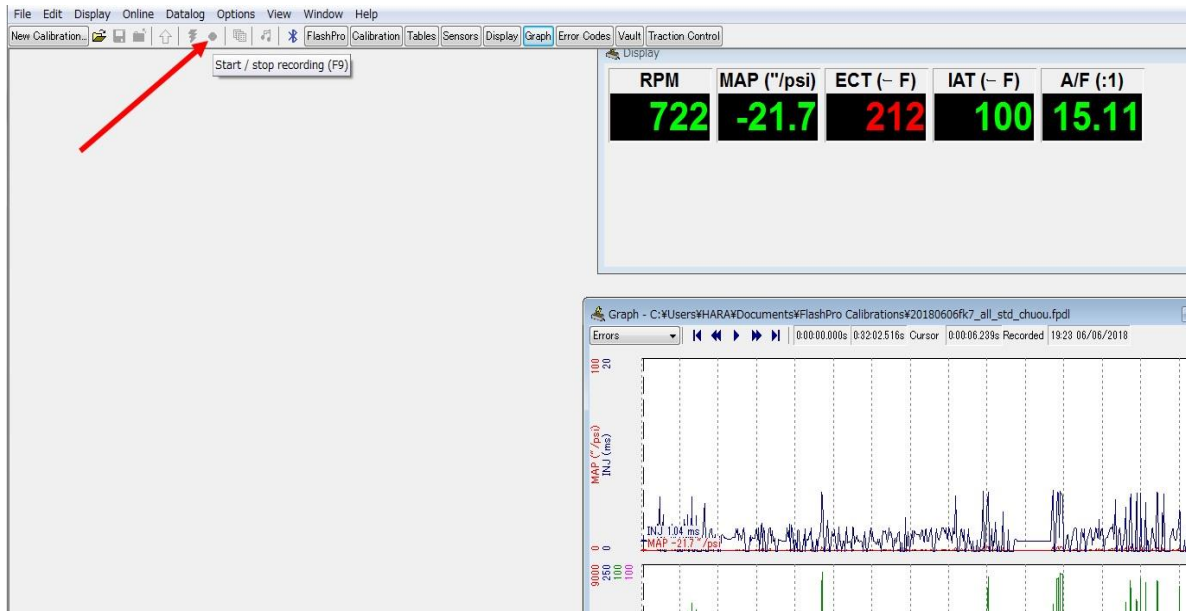 File Edit Display Online Datalog Options View Window Help
New Calibration... FlashPro Calibration Tables Sensors Display Graph Error Codes Vault Traction Control
Start / stop recording (F9)
Display
RPM MAP ("/psi) ECT (− F) IAT (− F) A/F (:1)
722 -21.7 212 100 15.11
Graph - C:¥Users¥HARA¥Documents¥FlashPro Calibrations¥20180606fk7_all_std_chuou.fpdl
Errors 0:00:00.000s 0:32:02.516s Cursor 0:00:06.239s Recorded 19:23 06/06/2018
100
20
MAP ("/psi)
INJ (ms)
INJ 1.04 ms
MAP -21.7 "/psi
0
0
9000
250
100
100